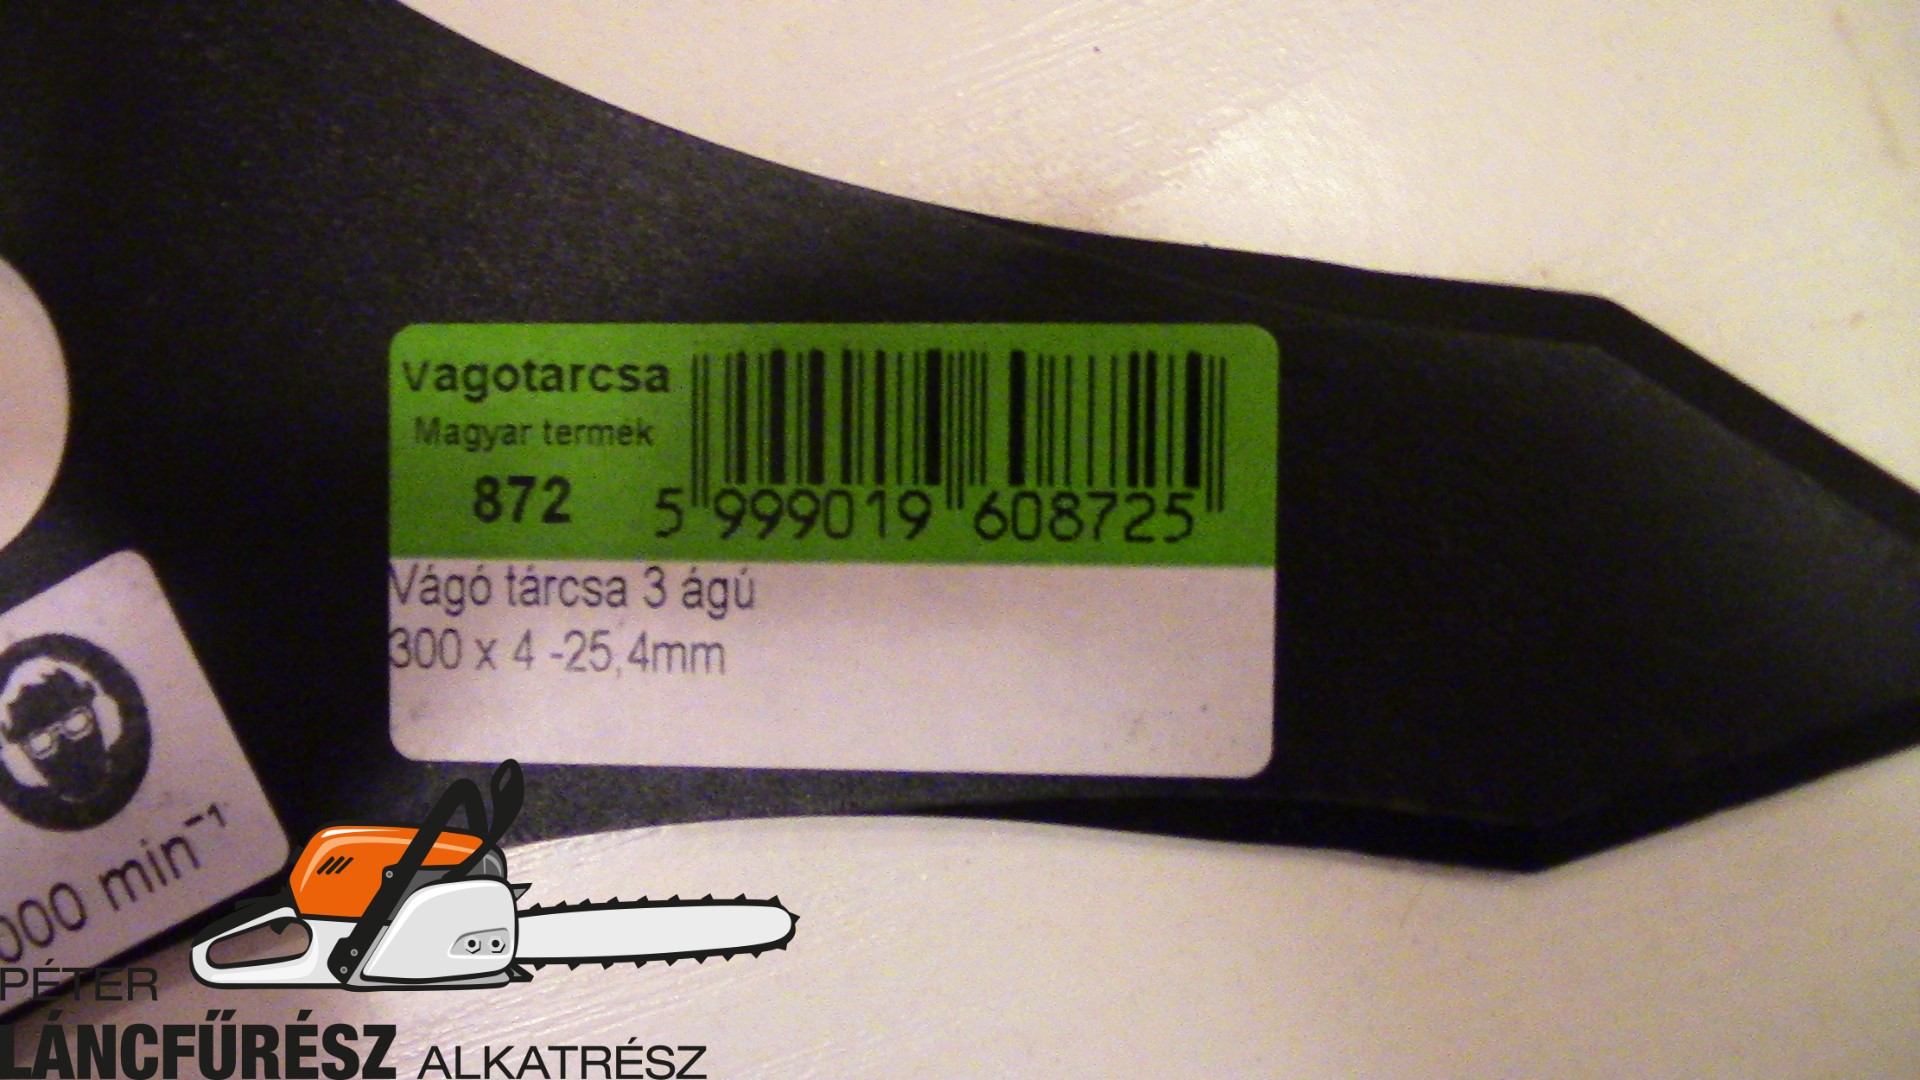 Vagotarcsa
Magyar termek
872
5 999019 608725
Vágó tárcsa 3 ágú
300 x 4 -25,4mm
000 min⁻¹
PÉTER
LÁNCFŰRÉSZ ALKATRÉSZ